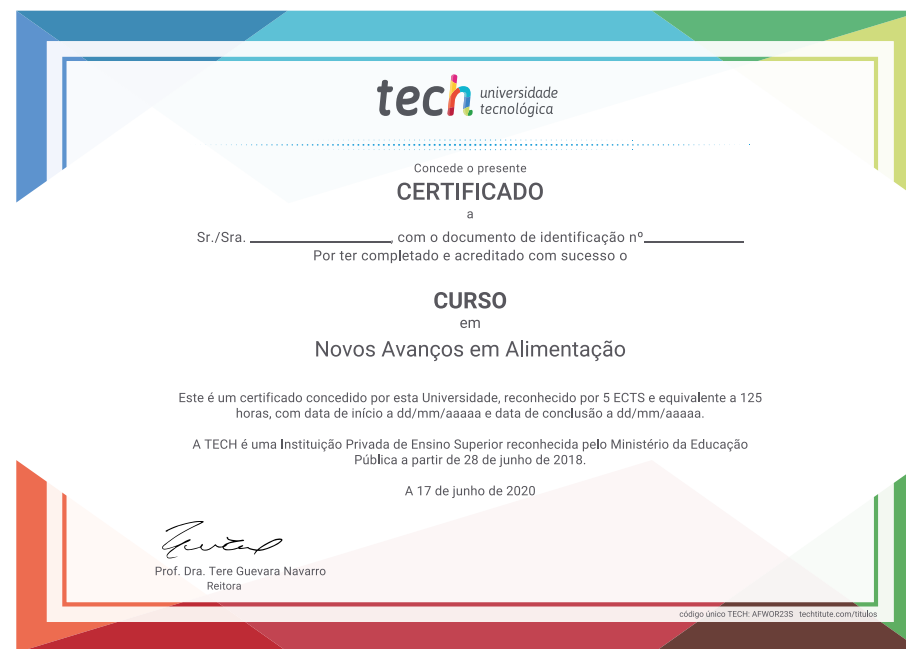 tech universidade
tecnológica
Concede o presente
CERTIFICADO
a
Sr./Sra. , com o documento de identificação nº
Por ter completado e acreditado com sucesso o
CURSO
em
Novos Avanços em Alimentação
Este é um certificado concedido por esta Universidade, reconhecido por 5 ECTS e equivalente a 125
horas, com data de início a dd/mm/aaaaa e data de conclusão a dd/mm/aaaaa.
A TECH é uma Instituição Privada de Ensino Superior reconhecida pelo Ministério da Educação
Pública a partir de 28 de junho de 2018.
A 17 de junho de 2020
Prof. Dra. Tere Guevara Navarro
Reitora
código único TECH: AFWOR23S techtitute.com/titulos